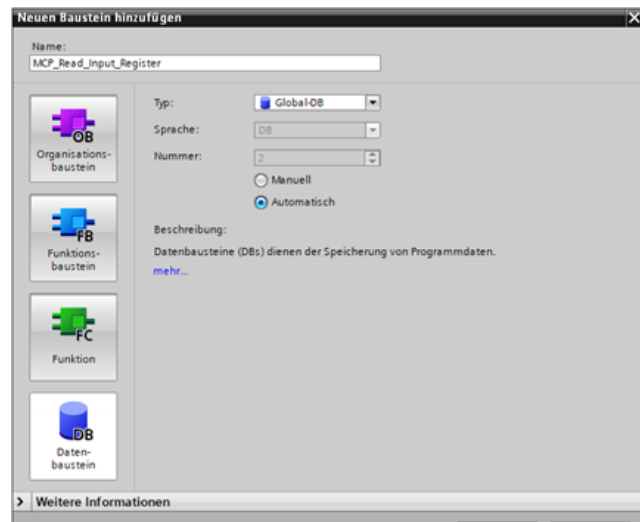 Neuen Baustein hinzufügen
Name:
MCP_Read_Input_Register
OB
Organisations-
baustein
FB
Funktions-
baustein
FC
Funktion
DB
Daten-
baustein
Typ:
Global-DB
Sprache:
DB
Nummer:
2
Manuell
Automatisch
Beschreibung:
Datenbausteine (DBs) dienen der Speicherung von Programmdaten.
mehr...
> Weitere Informationen